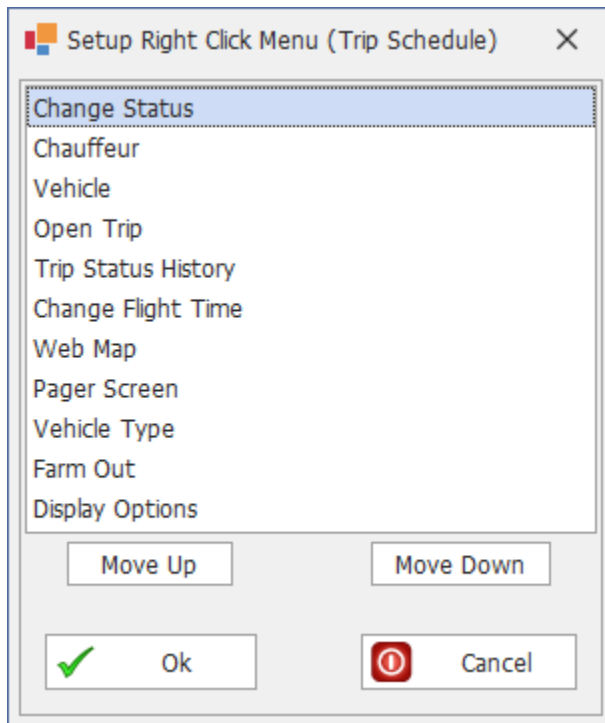 Setup Right Click Menu (Trip Schedule)
Change Status
Chauffeur
Vehicle
Open Trip
Trip Status History
Change Flight Time
Web Map
Pager Screen
Vehicle Type
Farm Out
Display Options
Move Up Move Down
Ok Cancel